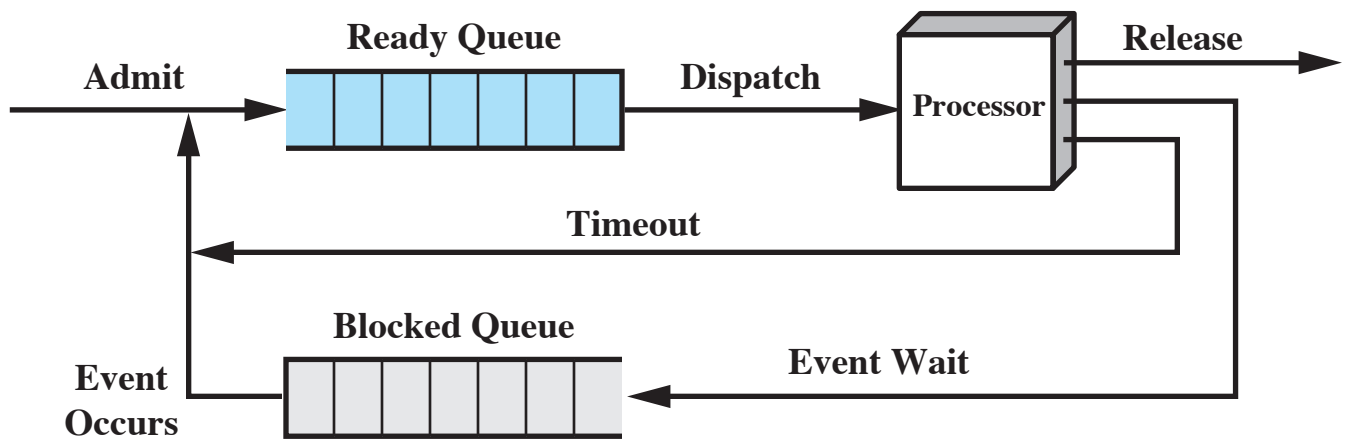 Ready Queue
Release
Admit
Dispatch
Processor
Timeout
Blocked Queue
Event Wait
Event
Occurs